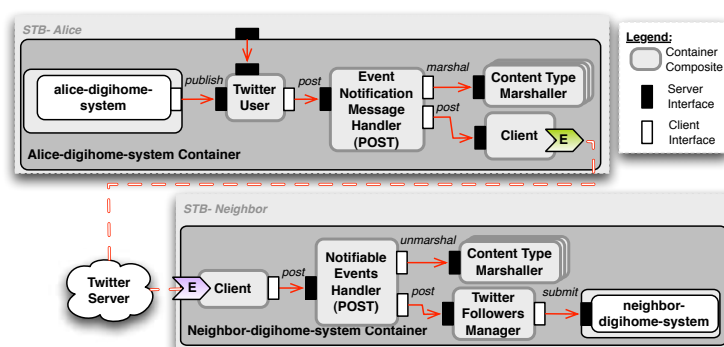 STB- Alice
alice-digihome-
system
publish
Twitter
User
post
Event
Notification
Message
Handler
(POST)
marshal
Content Type
Marshaller
post
Client
E
Alice-digihome-system Container
Legend:
Container
Composite
Server
Interface
Client
Interface
STB- Neighbor
Twitter
Server
E
Client
post
Notifiable
Events
Handler
(POST)
unmarshal
Content Type
Marshaller
post
Twitter
Followers
Manager
submit
neighbor-
digihome-system
Neighbor-digihome-system Container